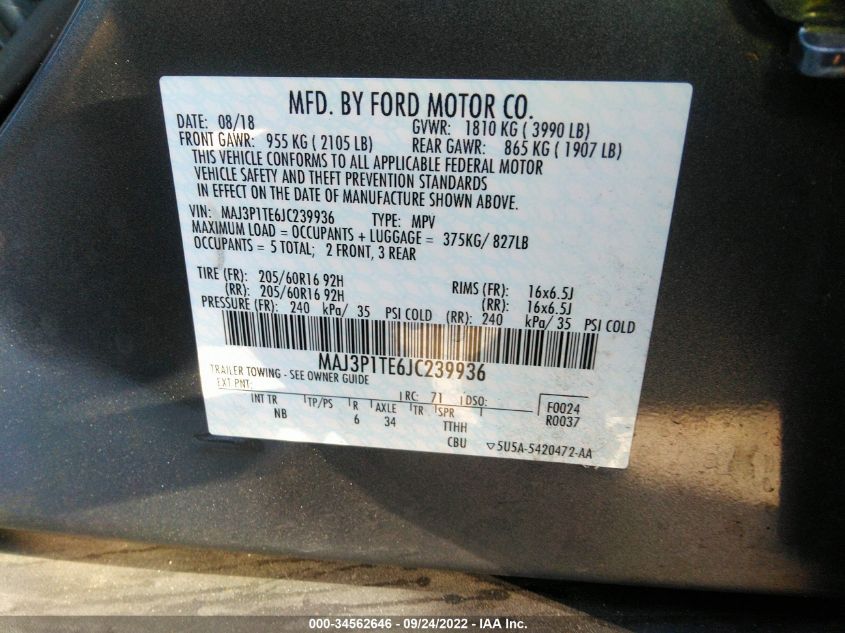 MFD. BY FORD MOTOR CO.
DATE: 08/18 GVWR: 1810 KG ( 3990 LB)
FRONT GAWR: 955 KG ( 2105 LB) REAR GAWR: 865 KG ( 1907 LB)
THIS VEHICLE CONFORMS TO ALL APPLICABLE FEDERAL MOTOR
VEHICLE SAFETY AND THEFT PREVENTION STANDARDS
IN EFFECT ON THE DATE OF MANUFACTURE SHOWN ABOVE.
VIN: MAJ3P1TE6JC239936 TYPE: MPV
MAXIMUM LOAD = OCCUPANTS + LUGGAGE = 375KG/ 827LB
OCCUPANTS = 5 TOTAL; 2 FRONT, 3 REAR
TIRE (FR): 205/60R16 92H RIMS (FR): 16x6.5J
(RR): 205/60R16 92H (RR): 16x6.5J
PRESSURE (FR): 240 kPa/ 35 PSI COLD (RR): 240 kPa/ 35 PSI COLD
MAJ3P1TE6JC239936
TRAILER TOWING - SEE OWNER GUIDE
EXT PNT: RC: 71 DSO: F0024
INT TR TP/PS R AXLE TR SPR R0037
NB 6 34 TTHH
CBU 5U5A-5420472-AA
000-34562646 - 09/24/2022 - IAA Inc.